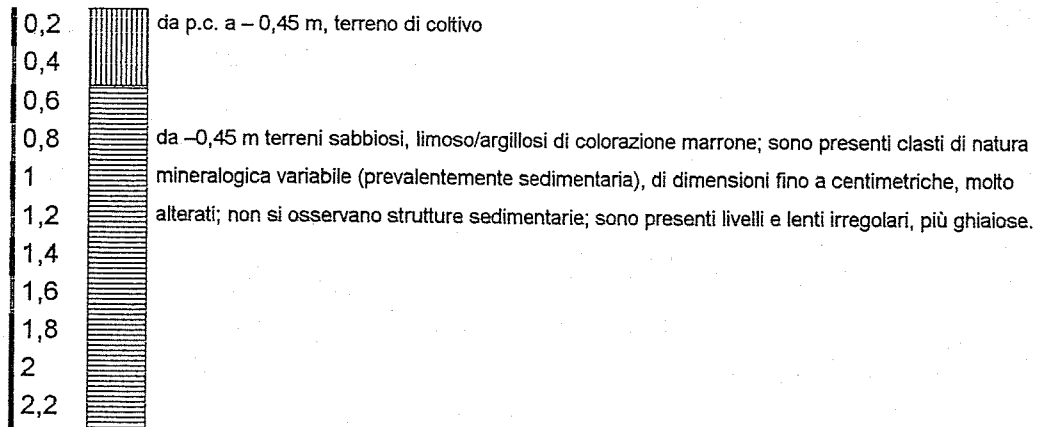 0,2 da p.c. a – 0,45 m, terreno di coltivo
0,4
0,6
0,8 da –0,45 m terreni sabbiosi, limoso/argillosi di colorazione marrone; sono presenti clasti di natura
1 mineralogica variabile (prevalentemente sedimentaria), di dimensioni fino a centimetriche, molto
1,2 alterati; non si osservano strutture sedimentarie; sono presenti livelli e lenti irregolari, più ghiaiose.
1,4
1,6
1,8
2
2,2